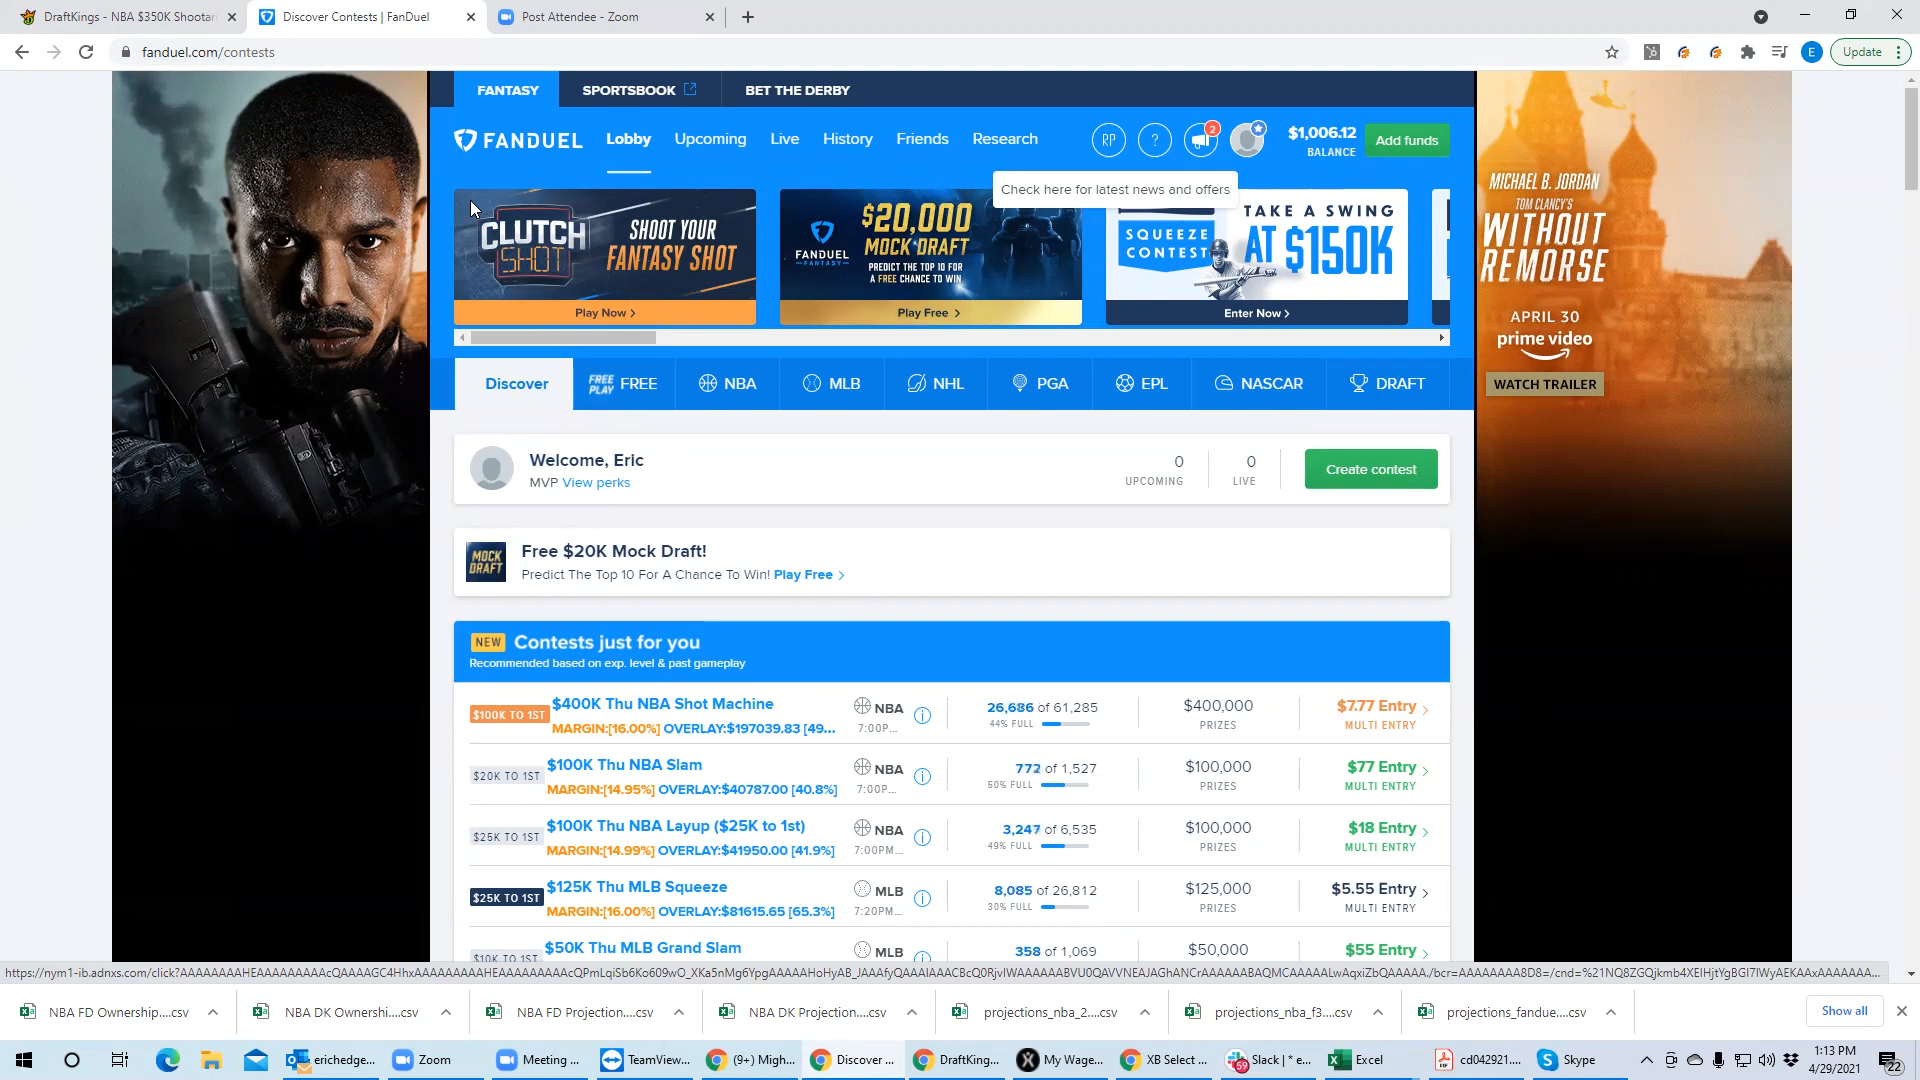 DraftKings - NBA $350K Shootar
Discover Contests | FanDuel
Post Attendee - Zoom
fanduel.com/contests
E
Update
FANTASY
SPORTSBOOK
BET THE DERBY
FANDUEL
Lobby
Upcoming
Live
History
Friends
Research
RP
?
2
$1,006.12
BALANCE
Add funds
Check here for latest news and offers
CLUTCH
SHOT
SHOOT YOUR
FANTASY SHOT
Play Now >
FANDUEL
FANTASY
$20,000
MOCK DRAFT
PREDICT THE TOP 10 FOR
A FREE CHANCE TO WIN
Play Free >
SQUEEZE
CONTEST
TAKE A SWING
AT $150K
Enter Now >
MICHAEL B. JORDAN
TOM CLANCY'S
WITHOUT
REMORSE
APRIL 30
prime video
WATCH TRAILER
Discover
FREE PLAY FREE
NBA
MLB
NHL
PGA
EPL
NASCAR
DRAFT
Welcome, Eric
MVP View perks
0
UPCOMING
0
LIVE
Create contest
MOCK
DRAFT
Free $20K Mock Draft!
Predict The Top 10 For A Chance To Win! Play Free >
NEW Contests just for you
Recommended based on exp. level & past gameplay
$100K TO 1ST $400K Thu NBA Shot Machine
MARGIN:[16.00%] OVERLAY:$197039.83 [49...
NBA
7:00P...
26,686 of 61,285
44% FULL
$400,000
PRIZES
$7.77 Entry >
MULTI ENTRY
$20K TO 1ST $100K Thu NBA Slam
MARGIN:[14.95%] OVERLAY:$40787.00 [40.8%]
NBA
7:00P...
772 of 1,527
50% FULL
$100,000
PRIZES
$77 Entry >
MULTI ENTRY
$25K TO 1ST $100K Thu NBA Layup ($25K to 1st)
MARGIN:[14.99%] OVERLAY:$41950.00 [41.9%]
NBA
7:00PM...
3,247 of 6,535
49% FULL
$100,000
PRIZES
$18 Entry >
MULTI ENTRY
$25K TO 1ST $125K Thu MLB Squeeze
MARGIN:[16.00%] OVERLAY:$81615.65 [65.3%]
MLB
7:20PM...
8,085 of 26,812
30% FULL
$125,000
PRIZES
$5.55 Entry >
MULTI ENTRY
$10K TO 1ST $50K Thu MLB Grand Slam
MLB
358 of 1,069
$50,000
$55 Entry >
NBA FD Ownership....csv
NBA DK Ownershi....csv
NBA FD Projection....csv
NBA DK Projection....csv
projections_nba_2....csv
projections_nba_f3....csv
projections_fandue....csv
Show all
erichedge...
Zoom
Meeting ...
TeamView...
(9+) Migh...
Discover ...
DraftKing...
My Wage...
XB Select ...
59
Slack | * e...
Excel
cd042921....
Skype
1:13 PM
4/29/2021
22